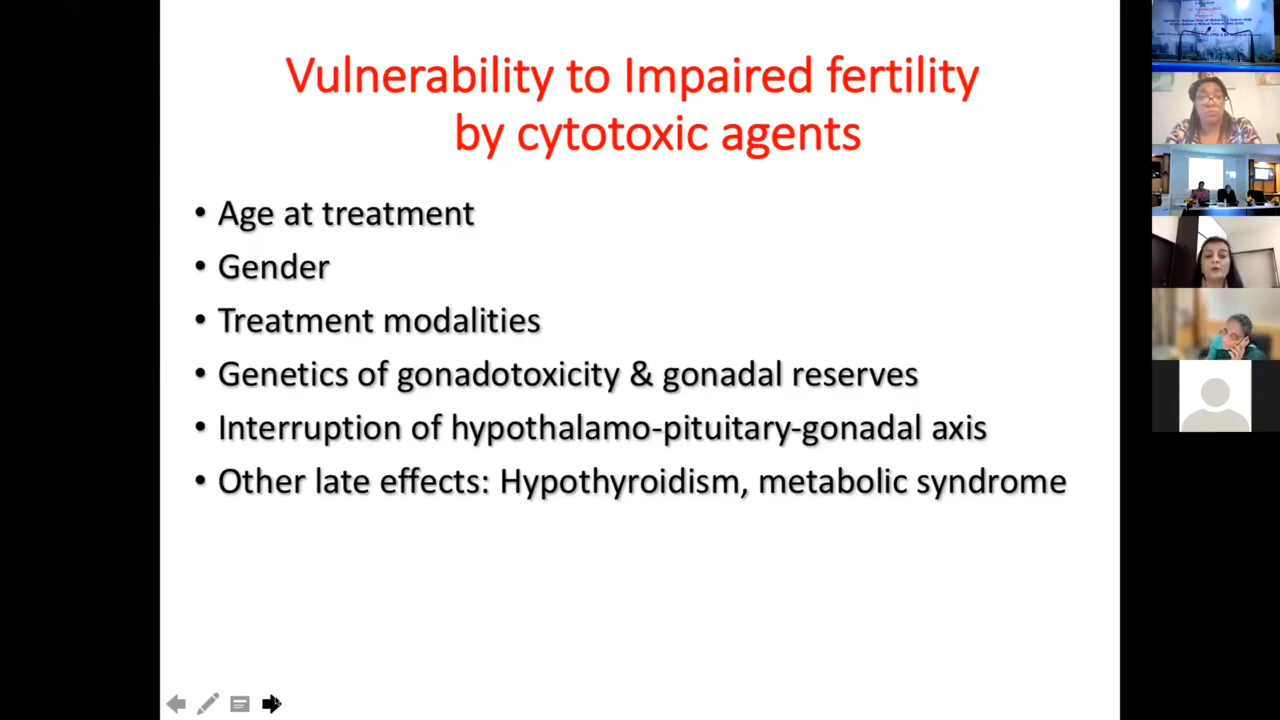 Vulnerability to Impaired fertility
by cytotoxic agents
• Age at treatment
• Gender
• Treatment modalities
• Genetics of gonadotoxicity & gonadal reserves
• Interruption of hypothalamo-pituitary-gonadal axis
• Other late effects: Hypothyroidism, metabolic syndrome